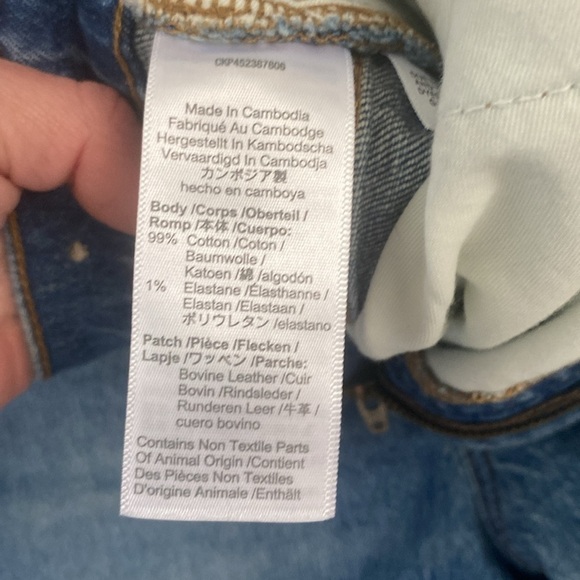 CKP452387806
Made In Cambodia
Fabriqué Au Cambodge
Hergestellt In Kambodscha
Vervaardigd In Cambodja
カンボジア製
hecho en camboya
Body /Corps /Oberteil /
Romp /本体 /Cuerpo:
99% Cotton /Coton /
Baumwolle /
Katoen /綿 /algodón
1% Elastane /Élasthanne /
Elastan /Elastaan /
ポリウレタン /elastano
Patch /Pièce /Flecken /
Lapje /ワッペン /Parche:
Bovine Leather /Cuir
Bovin /Rindsleder /
Runderen Leer /牛革 /
cuero bovino
Contains Non Textile Parts
Of Animal Origin /Contient
Des Pièces Non Textiles
D'origine Animale /Enthält